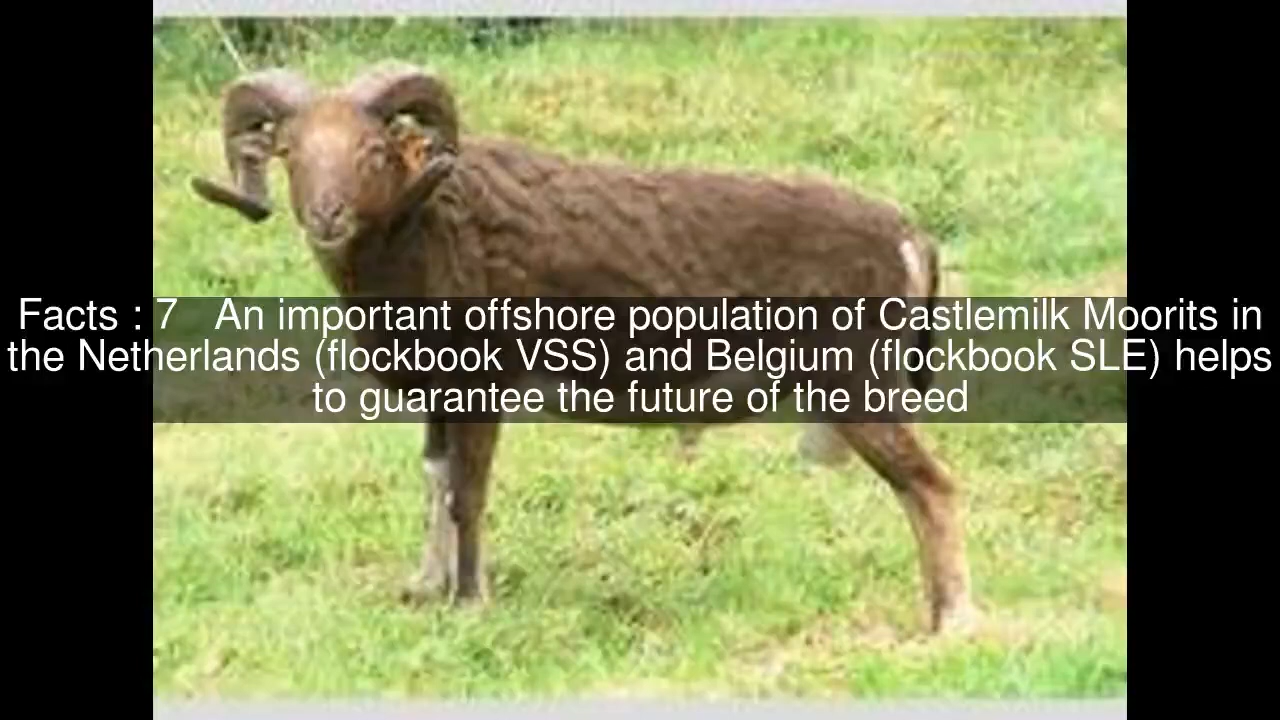 Facts : 7   An important offshore population of Castlemilk Moorits in
the Netherlands (flockbook VSS) and Belgium (flockbook SLE) helps
to guarantee the future of the breed